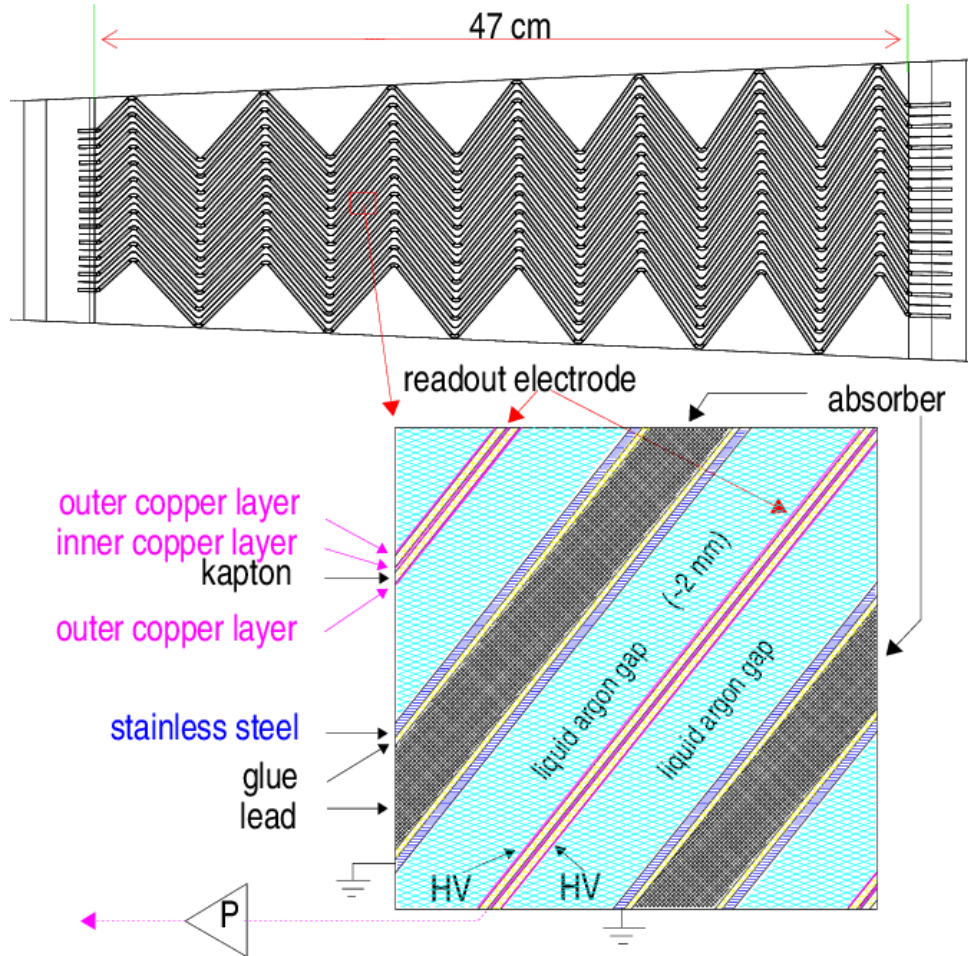 47 cm
readout electrode
absorber
outer copper layer
inner copper layer
kapton
outer copper layer
(~2 mm)
liquid argon gap
liquid argon gap
stainless steel
glue
lead
HV
HV
P